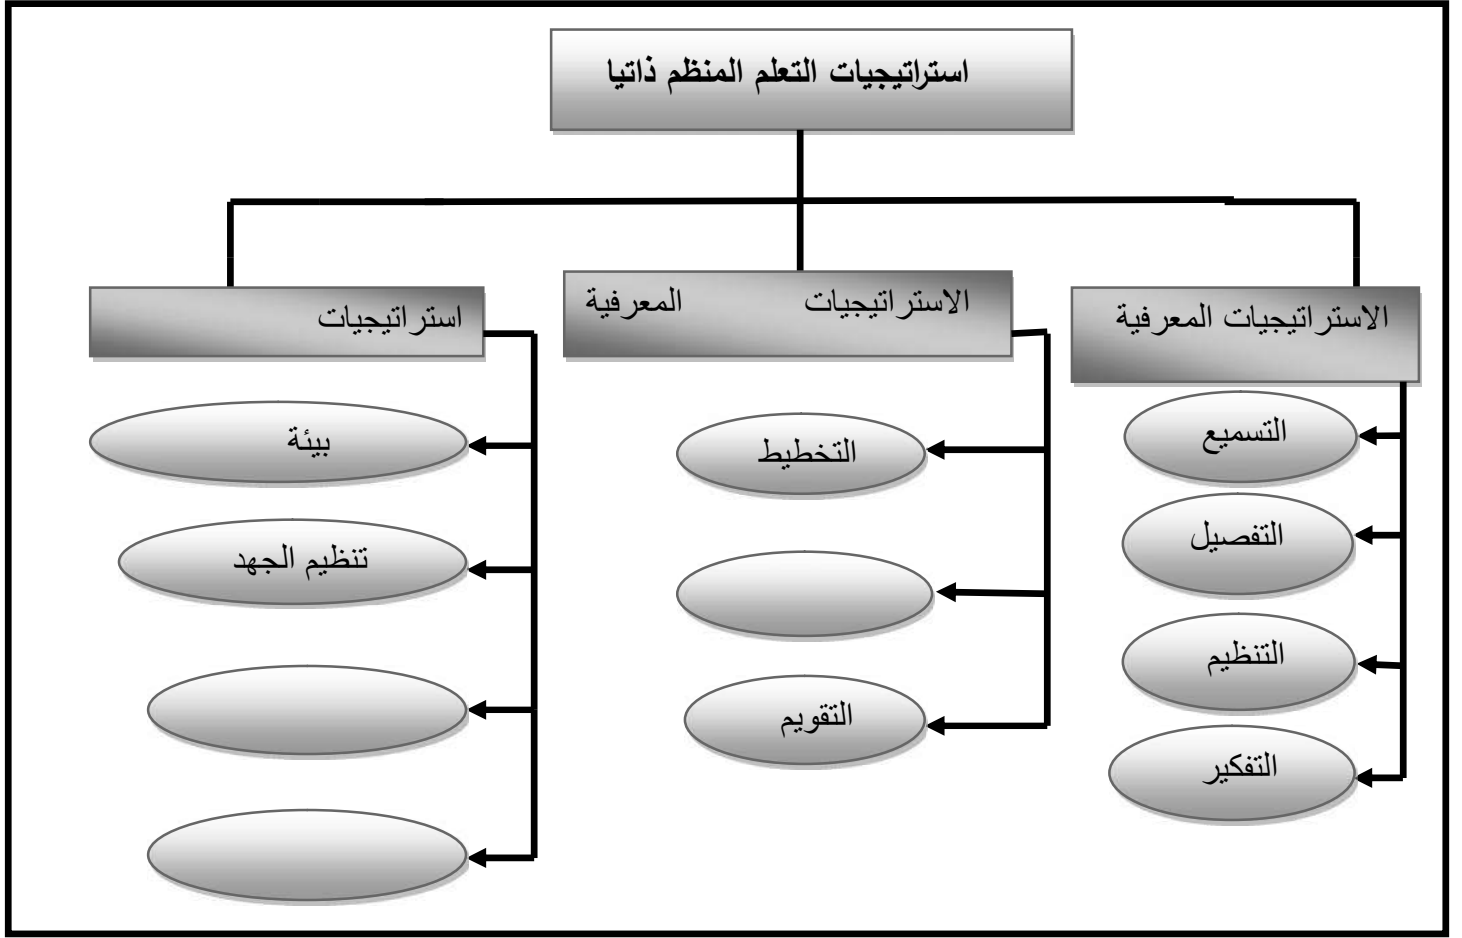 استراتيجيات التعلم المنظم ذاتيا
الاستراتيجيات المعرفية
التسميع
التفصيل
التنظيم
التفكير
الاستراتيجيات المعرفية
التخطيط
التقويم
استراتيجيات
بيئة
تنظيم الجهد